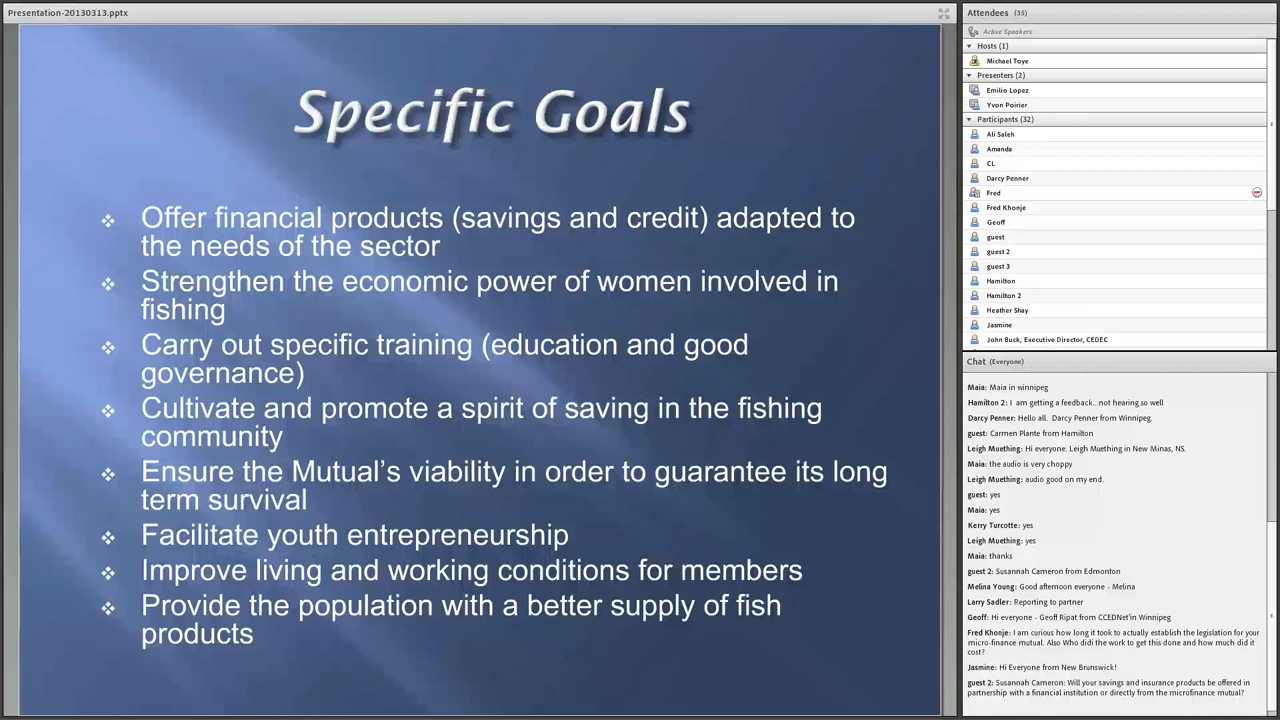 Presentation-20130313.pptx
Specific Goals
Offer financial products (savings and credit) adapted to
the needs of the sector
Strengthen the economic power of women involved in
fishing
Carry out specific training (education and good
governance)
Cultivate and promote a spirit of saving in the fishing
community
Ensure the Mutual's viability in order to guarantee its long
term survival
Facilitate youth entrepreneurship
Improve living and working conditions for members
Provide the population with a better supply of fish
products
Attendees (35)
Active Speakers
Hosts (1)
Michael Toye
Presenters (2)
Emilio Lopez
Yvon Poirier
Participants (32)
Ali Saleh
Amanda
CL
Darcy Penner
Fred
Fred Khonje
Geoff
guest
guest 2
guest 3
Hamilton
Hamilton 2
Heather Shay
Jasmine
John Buck, Executive Director, CEDEC
Chat (Everyone)
Maia: Maia in winnipeg
Hamilton 2: I am getting a feedback...not hearing so well
Darcy Penner: Hello all. Darcy Penner from Winnipeg.
guest: Carmen Plante from Hamilton
Leigh Muething: Hi everyone. Leigh Muething in New Minas, NS.
Maia: the audio is very choppy
Leigh Muething: audio good on my end.
guest: yes
Maia: yes
Kerry Turcotte: yes
Leigh Muething: yes
Maia: thanks
guest 2: Susannah Cameron from Edmonton
Melina Young: Good afternoon everyone - Melina
Larry Sadler: Reporting to partner
Geoff: Hi everyone - Geoff Ripat from CCEDNet'in Winnipeg
Fred Khonje: I am curious how long it took to actually establish the legislation for your
micro-finance mutual. Also Who didi the work to get this done and how much did it
cost?
Jasmine: Hi Everyone from New Brunswick!
guest 2: Susannah Cameron: Will your savings and insurance products be offered in
partnership with a financial institution or directly from the microfinance mutual?